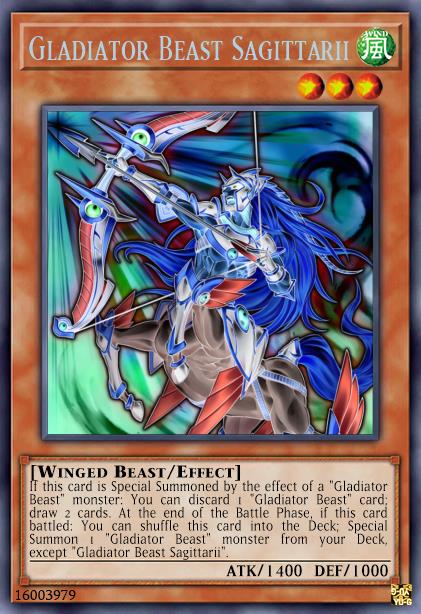 GLADIATOR BEAST SAGITTARII
WIND
風
[WINGED BEAST/EFFECT]
If this card is Special Summoned by the effect of a "Gladiator
Beast" monster: You can discard 1 "Gladiator Beast" card;
draw 2 cards. At the end of the Battle Phase, if this card
battled: You can shuffle this card into the Deck; Special
Summon 1 "Gladiator Beast" monster from your Deck,
except "Gladiator Beast Sagittarii".
ATK/1400 DEF/1000
16003979